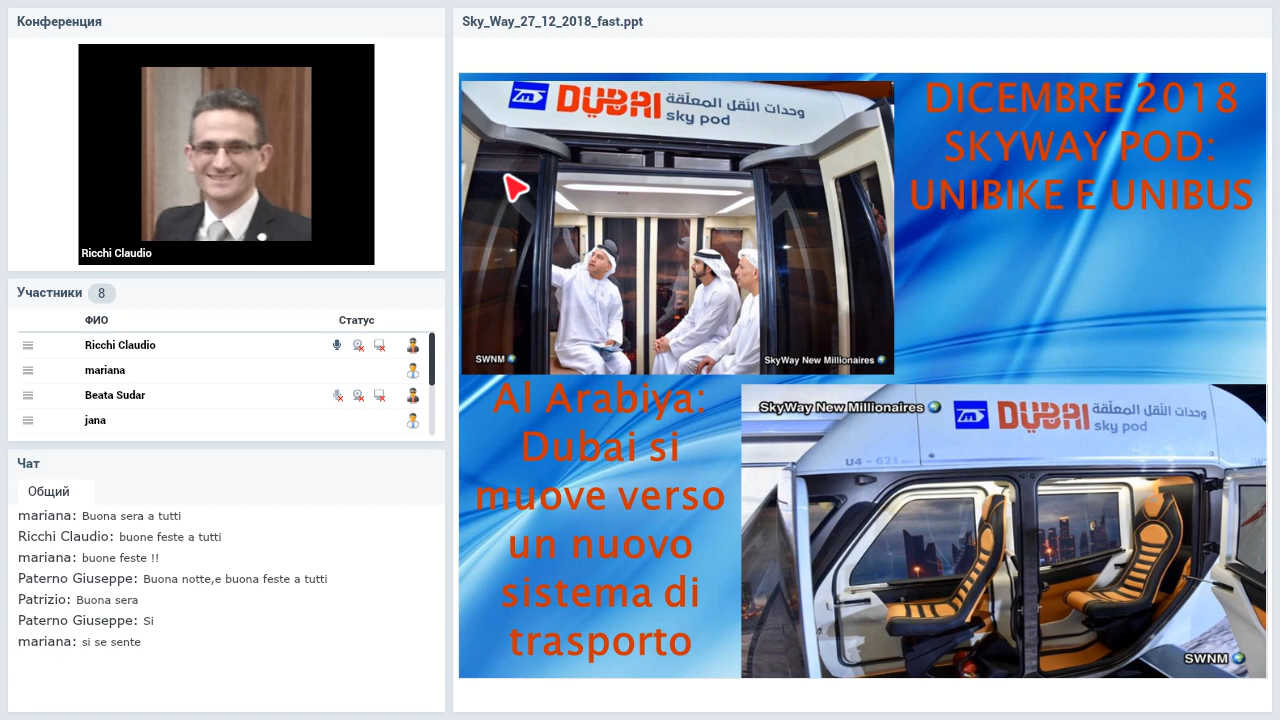 Конференция
Ricchi Claudio
Участники 8
ФИО Статус
Ricchi Claudio
mariana
Beata Sudar
jana
Чат
Общий
mariana: Buona sera a tutti
Ricchi Claudio: buone feste a tutti
mariana: buone feste !!
Paterno Giuseppe: Buona notte,e buona feste a tutti
Patrizio: Buona sera
Paterno Giuseppe: Si
mariana: si se sente
Sky_Way_27_12_2018_fast.ppt
DUBAI وحدات النقل المعلّقة
sky pod
SWNM
SkyWay New Millionaires
DICEMBRE 2018
SKYWAY POD:
UNIBIKE E UNIBUS
Al Arabiya:
Dubai si
muove verso
un nuovo
sistema di
trasporto
SkyWay New Millionaires
DUBAI وحدات النقل المعلّقة
sky pod
U4 - 621
SWNM